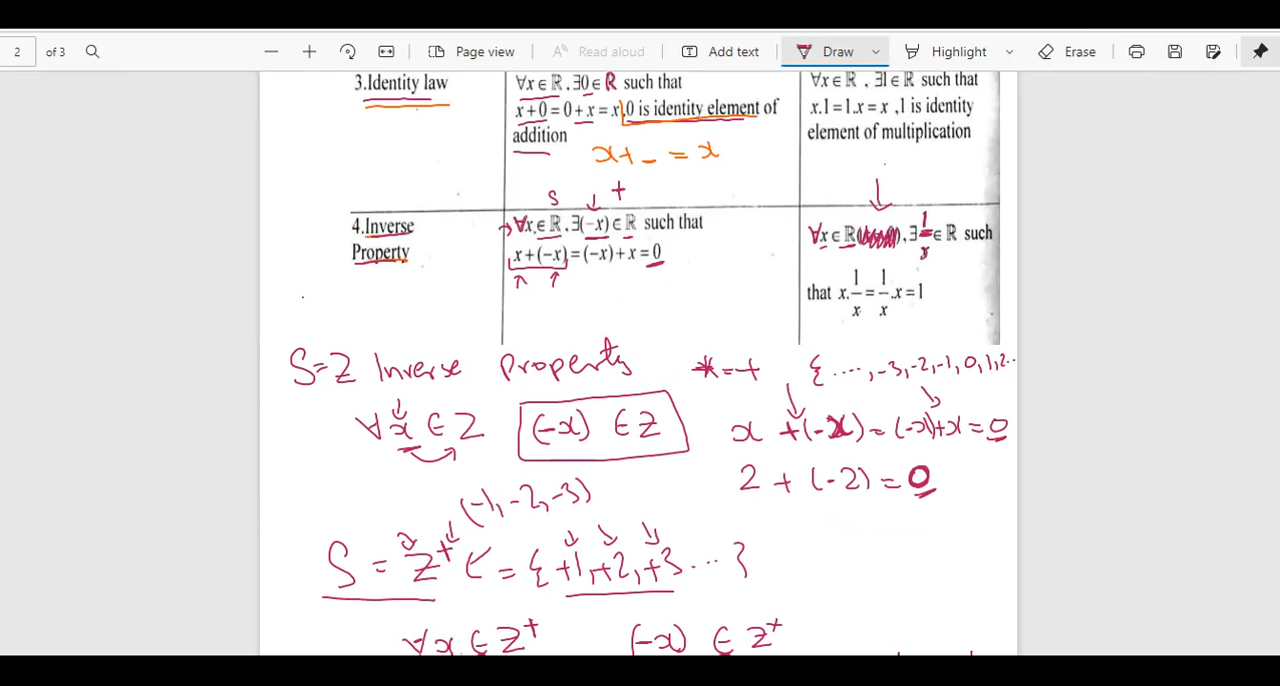 2 of 3 Page view Read aloud Add text Draw Highlight Erase
3.Identity law
∀x∈ℝ,∃0∈ℝ such that
x+0=0+x=x,0 is identity element of
addition
x+_ = x
∀x∈ℝ,∃1∈ℝ such that
x.1=1.x=x ,1 is identity
element of multiplication
S +
4.Inverse
Property
∀x∈ℝ,∃(−x)∈ℝ such that
x+(−x)=(−x)+x=0
∀x∈ℝ ,∃1/x∈ℝ such
that x.1/x=1/x.x=1
S=Z Inverse Property *=+ {....,-3,-2,-1,0,1,2..
∀x∈Z (-x) ∈Z x+(-x)=(-x)+x=0
2+(-2)=0
(-1,-2,-3)
S = Z+ = {+1,+2,+3...}
∀x∈Z+ (-x) ∈ Z+